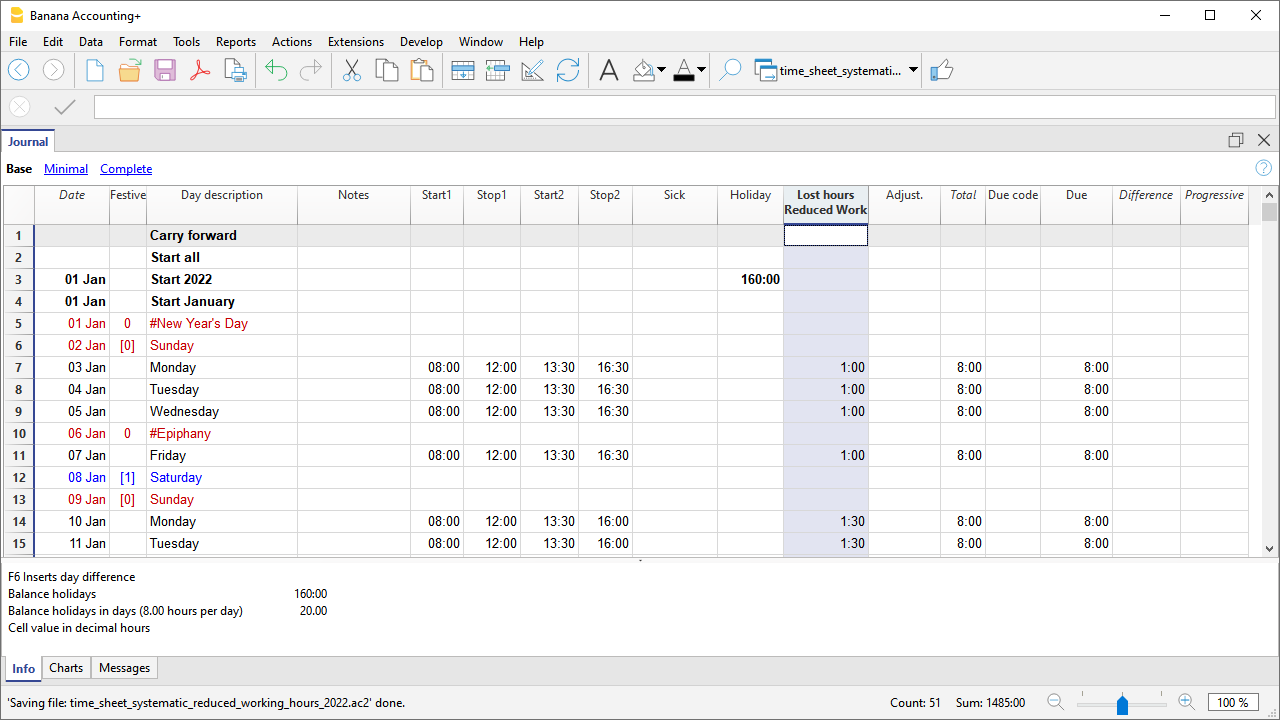 Banana Accounting+
File Edit Data Format Tools Reports Actions Extensions Develop Window Help
time_sheet_systemati...
Journal
Base Minimal Complete
Date Festive Day description Notes Start1 Stop1 Start2 Stop2 Sick Holiday Lost hours Reduced Work Adjust. Total Due code Due Difference Progressive
1 Carry forward
2 Start all
3 01 Jan Start 2022 160:00
4 01 Jan Start January
5 01 Jan 0 #New Year's Day
6 02 Jan [0] Sunday
7 03 Jan Monday 08:00 12:00 13:30 16:30 1:00 8:00 8:00
8 04 Jan Tuesday 08:00 12:00 13:30 16:30 1:00 8:00 8:00
9 05 Jan Wednesday 08:00 12:00 13:30 16:30 1:00 8:00 8:00
10 06 Jan 0 #Epiphany
11 07 Jan Friday 08:00 12:00 13:30 16:30 1:00 8:00 8:00
12 08 Jan [1] Saturday
13 09 Jan [0] Sunday
14 10 Jan Monday 08:00 12:00 13:30 16:00 1:30 8:00 8:00
15 11 Jan Tuesday 08:00 12:00 13:30 16:00 1:30 8:00 8:00
F6 Inserts day difference
Balance holidays 160:00
Balance holidays in days (8.00 hours per day) 20.00
Cell value in decimal hours
Info Charts Messages
'Saving file: time_sheet_systematic_reduced_working_hours_2022.ac2' done. Count: 51 Sum: 1485:00 100 %